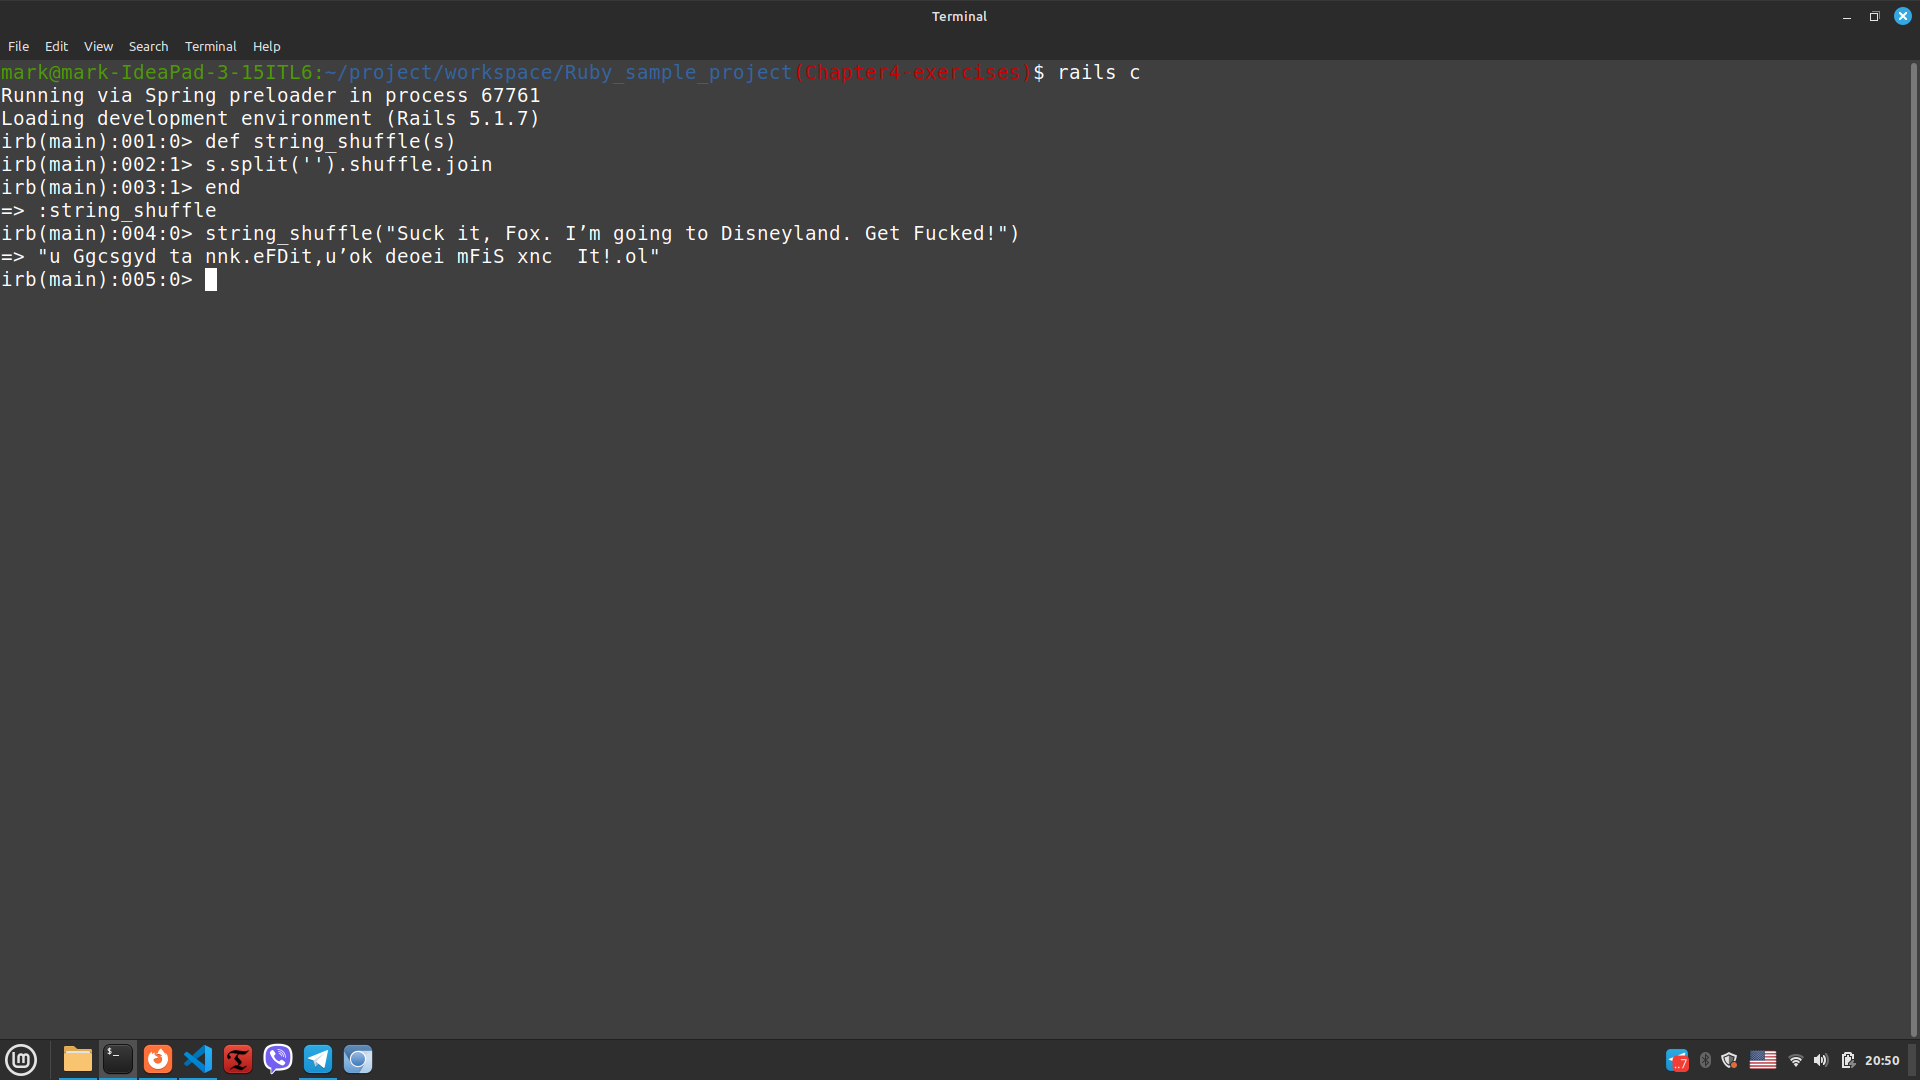 Terminal
File Edit View Search Terminal Help
mark@mark-IdeaPad-3-15ITL6:~/project/workspace/Ruby_sample_project(Chapter4-exercises)$ rails c
Running via Spring preloader in process 67761
Loading development environment (Rails 5.1.7)
irb(main):001:0> def string_shuffle(s)
irb(main):002:1> s.split('').shuffle.join
irb(main):003:1> end
=> :string_shuffle
irb(main):004:0> string_shuffle("Suck it, Fox. I’m going to Disneyland. Get Fucked!")
=> "u Ggcsgyd ta nnk.eFDit,u’ok deoei mFiS xnc  It!.ol"
irb(main):005:0>
$_ ..7 20:50